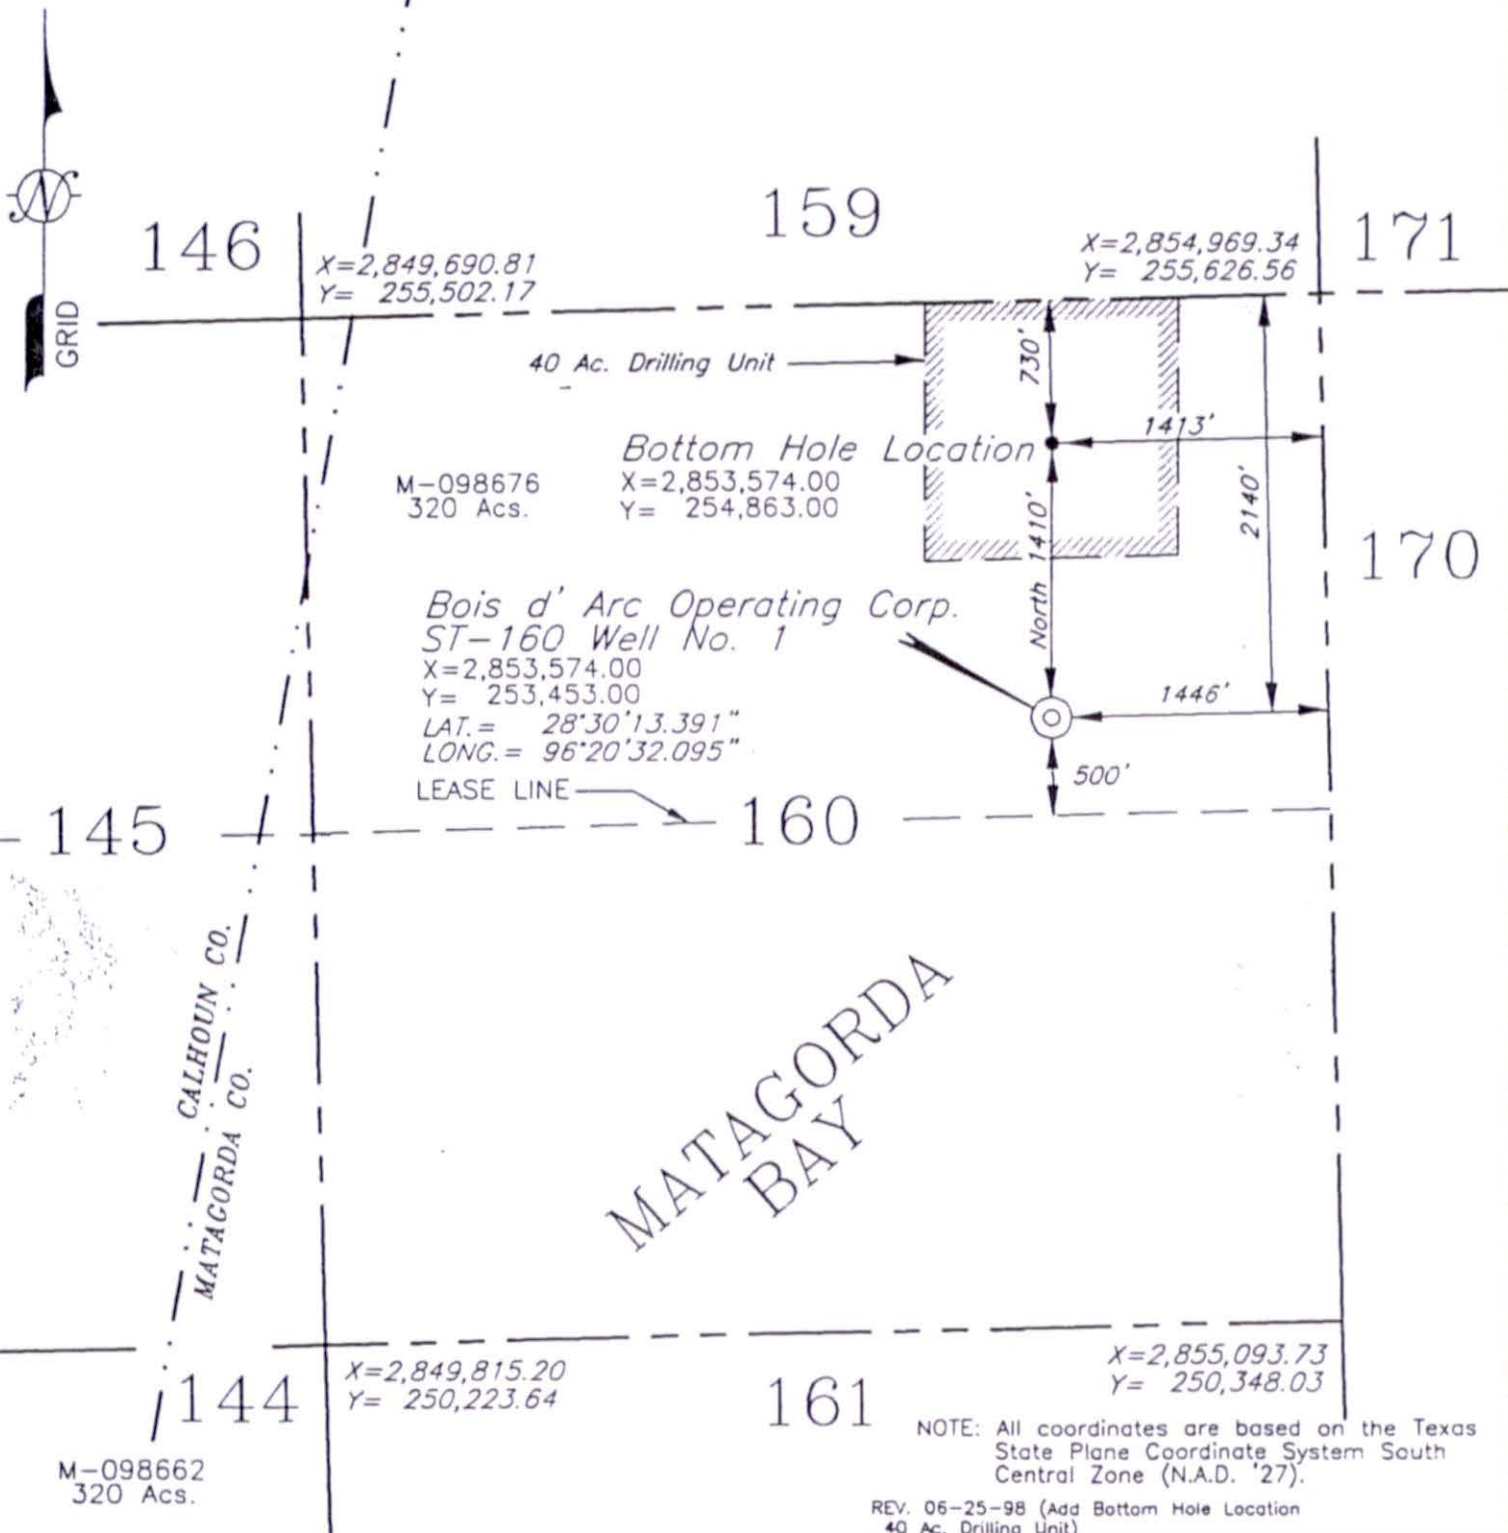 N
GRID
146
159
171
X=2,849,690.81
Y= 255,502.17
X=2,854,969.34
Y= 255,626.56
40 Ac. Drilling Unit
730'
1413'
Bottom Hole Location
X=2,853,574.00
Y= 254,863.00
M-098676
320 Acs.
North 1410'
2140'
170
Bois d' Arc Operating Corp.
ST-160 Well No. 1
X=2,853,574.00
Y= 253,453.00
LAT.= 28°30'13.391"
LONG.= 96°20'32.095"
1446'
500'
LEASE LINE
145
160
CALHOUN CO.
MATAGORDA CO.
MATAGORDA
BAY
144
X=2,849,815.20
Y= 250,223.64
161
X=2,855,093.73
Y= 250,348.03
M-098662
320 Acs.
NOTE: All coordinates are based on the Texas
State Plane Coordinate System South
Central Zone (N.A.D. '27).
REV. 06-25-98 (Add Bottom Hole Location
40 Ac. Drilling Unit)